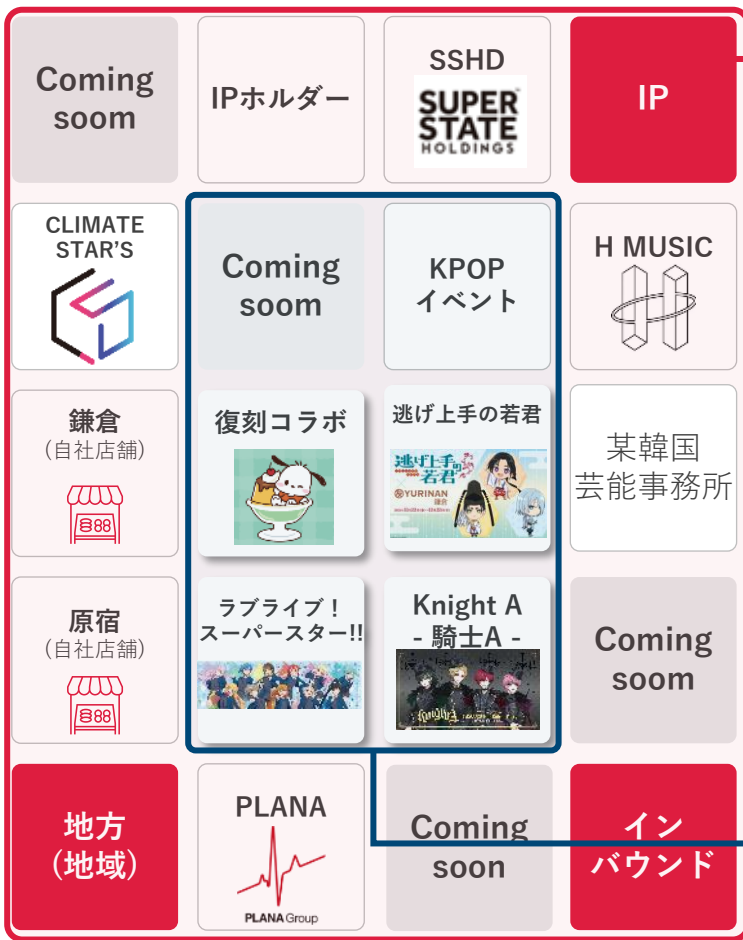 Coming
soom
IPホルダー
SSHD
SUPER
STATE
HOLDINGS
IP
CLIMATE
STAR'S
Coming
soom
KPOP
イベント
H MUSIC
鎌倉
(自社店舗)
復刻コラボ
逃げ上手の若君
逃げ上手の
若君
YURINAN
鎌倉
某韓国
芸能事務所
原宿
(自社店舗)
ラブライブ！
スーパースター!!
Knight A
- 騎士A -
Coming
soom
地方
(地域)
PLANA
PLANA Group
Coming
soon
イン
バウンド